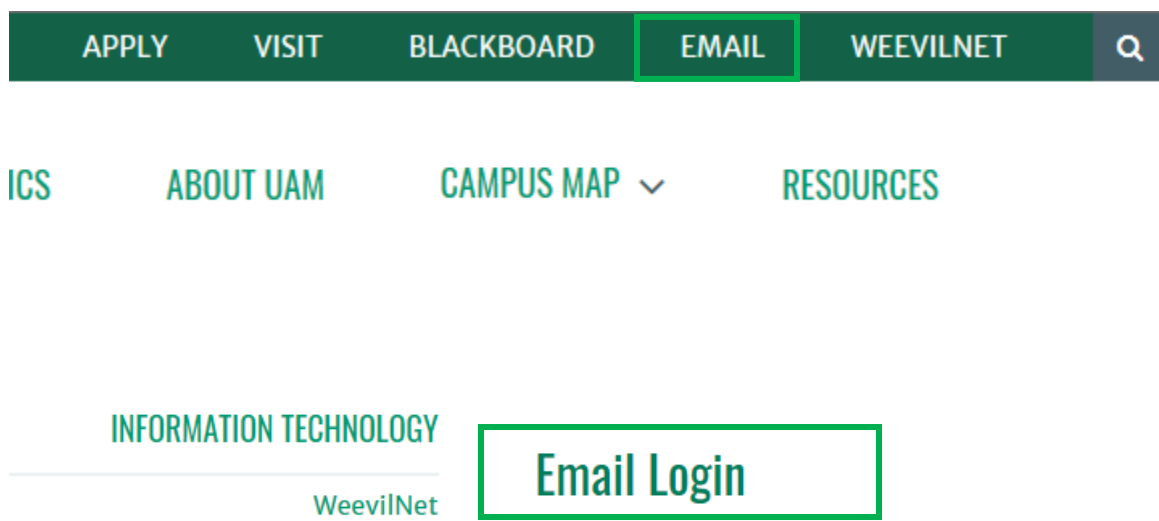 APPLY VISIT BLACKBOARD EMAIL WEEVILNET
ICS ABOUT UAM CAMPUS MAP RESOURCES
INFORMATION TECHNOLOGY
Email Login
WeevilNet